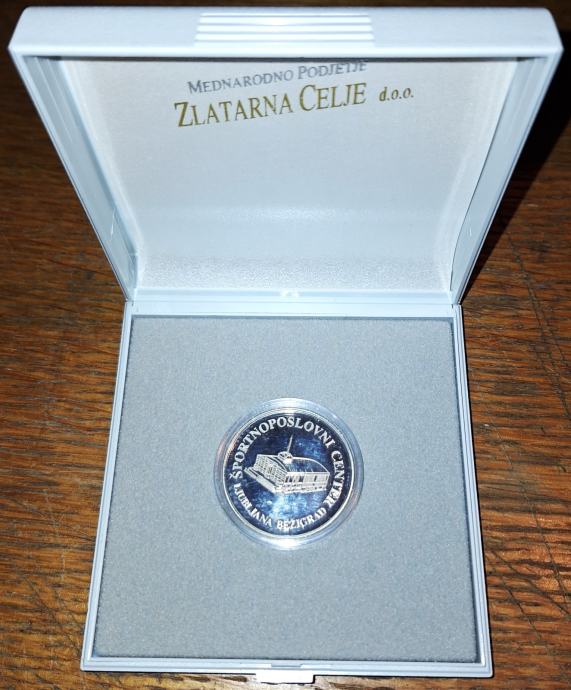 MEDNARODNO PODJETJE
ZLATARNA CELJE d.o.o.
ŠPORTNOPOSLOVNI CENTER
LJUBLJANA BEŽIGRAD